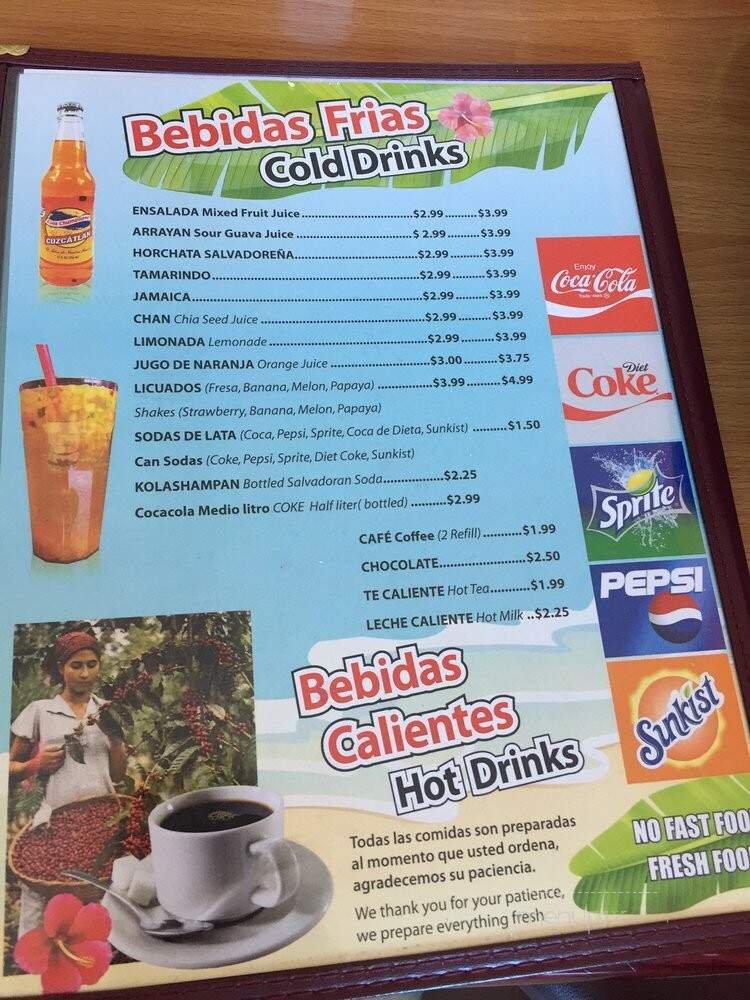 Bebidas Frias
Cold Drinks
CUZCATLAN
ENSALADA Mixed Fruit Juice..............................$2.99..........$3.99
ARRAYAN Sour Guava Juice................................$ 2.99.........$3.99
HORCHATA SALVADOREÑA................................$2.99..........$3.99
TAMARINDO......................................................$2.99..........$3.99
JAMAICA............................................................$2.99..........$3.99
CHAN Chia Seed Juice..........................................$2.99..........$3.99
LIMONADA Lemonade........................................$2.99..........$3.99
JUGO DE NARANJA Orange Juice..........................$3.00..........$3.75
LICUADOS (Fresa, Banana, Melon, Papaya)..............$3.99..........$4.99
Shakes (Strawberry, Banana, Melon, Papaya)
SODAS DE LATA (Coca, Pepsi, Sprite, Coca de Dieta, Sunkist)..........$1.50
Can Sodas (Coke, Pepsi, Sprite, Diet Coke, Sunkist)
KOLASHAMPAN Bottled Salvadoran Soda................$2.25
Cocacola Medio litro COKE Half liter( bottled)...........$2.99
Enjoy
Coca-Cola
Trade-mark ®
Diet
Coke
Sprite
PEPSI
Sunkist
CAFÉ Coffee (2 Refill)...........$1.99
CHOCOLATE.........................$2.50
TE CALIENTE Hot Tea...........$1.99
LECHE CALIENTE Hot Milk ..$2.25
Bebidas
Calientes
Hot Drinks
Todas las comidas son preparadas
al momento que usted ordena,
agradecemos su paciencia.
We thank you for your patience,
we prepare everything fresh
NO FAST FOO
FRESH FOO